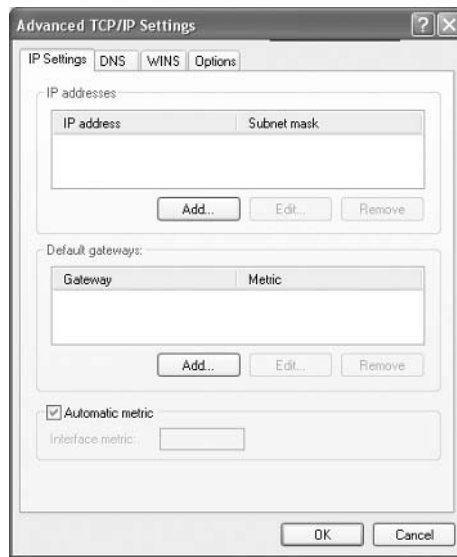 Advanced TCP/IP Settings
IP Settings DNS WINS Options
IP addresses
IP address Subnet mask
Add... Edit... Remove
Default gateways:
Gateway Metric
Add... Edit... Remove
Automatic metric
Interface metric:
OK Cancel